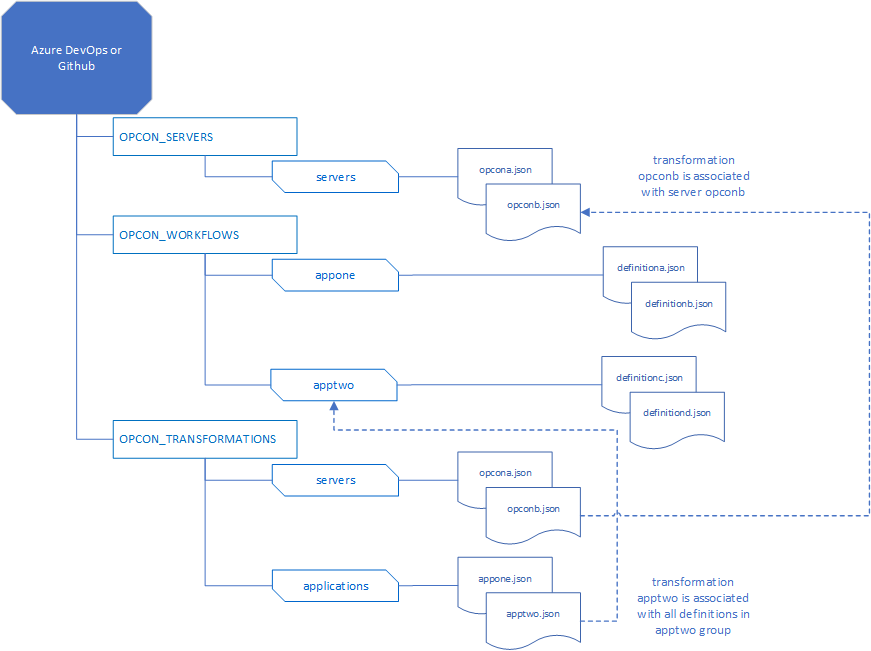 Azure DevOps or
Github
OPCON_SERVERS
servers
opcona.json
opconb.json
transformation
opconb is associated
with server opconb
OPCON_WORKFLOWS
appone
definitiona.json
definitionb.json
apptwo
definitionc.json
definitiond.json
OPCON_TRANSFORMATIONS
servers
opcona.json
opconb.json
applications
appone.json
apptwo.json
transformation
apptwo is associated
with all definitions in
apptwo group